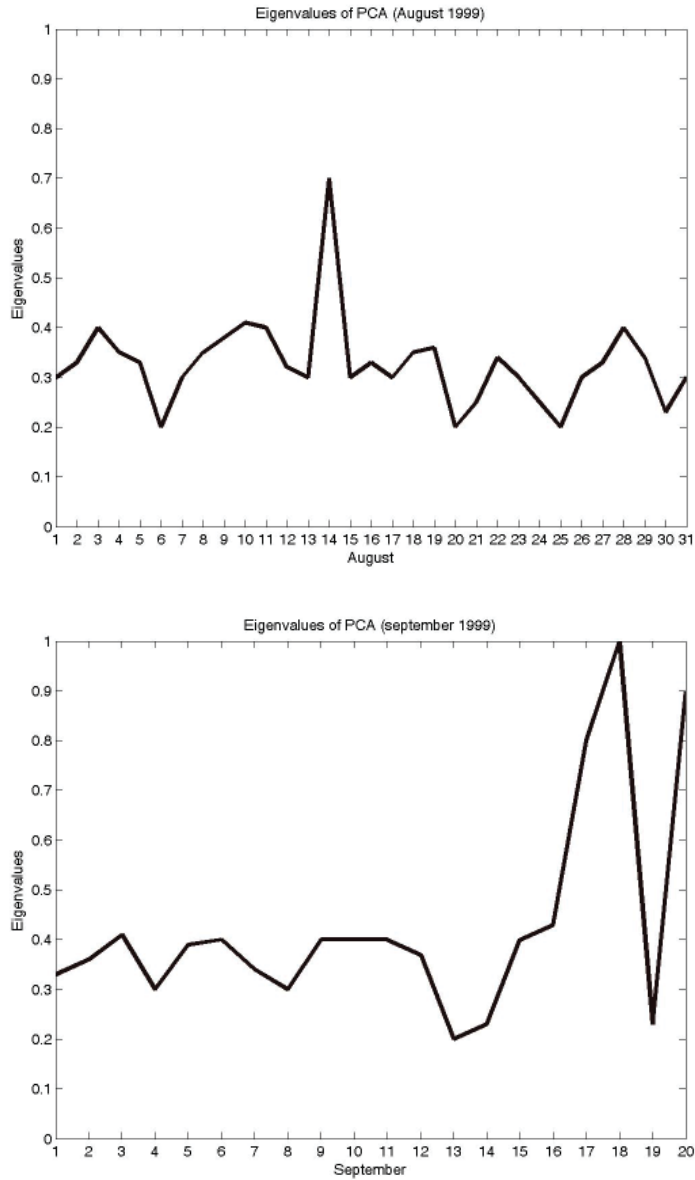 Eigenvalues of PCA (August 1999)
1
0.9
0.8
0.7
0.6
0.5
0.4
0.3
0.2
0.1
0
Eigenvalues
1 2 3 4 5 6 7 8 9 10 11 12 13 14 15 16 17 18 19 20 21 22 23 24 25 26 27 28 29 30 31
August
Eigenvalues of PCA (september 1999)
1
0.9
0.8
0.7
0.6
0.5
0.4
0.3
0.2
0.1
0
Eigenvalues
1 2 3 4 5 6 7 8 9 10 11 12 13 14 15 16 17 18 19 20
September